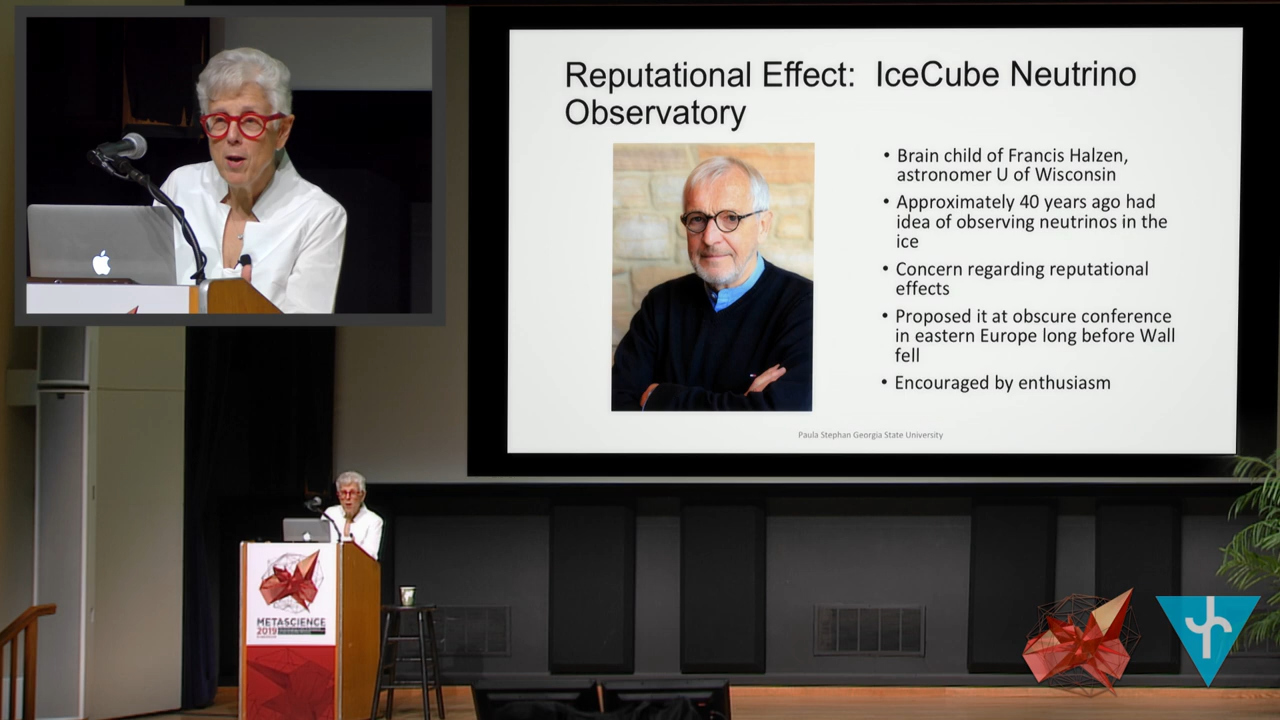 Reputational Effect:  IceCube Neutrino
Observatory
• Brain child of Francis Halzen,
astronomer U of Wisconsin
• Approximately 40 years ago had
idea of observing neutrinos in the
ice
• Concern regarding reputational
effects
• Proposed it at obscure conference
in eastern Europe long before Wall
fell
• Encouraged by enthusiasm
Paula Stephan Georgia State University
METASCIENCE
2019